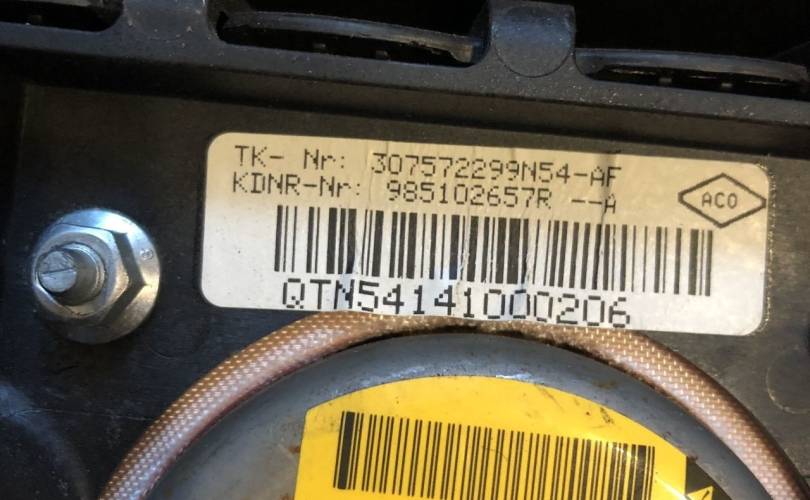 TK- Nr: 307572299N54-AF
KDNR-Nr: 985102657R --A
ACO
QTN54141000206